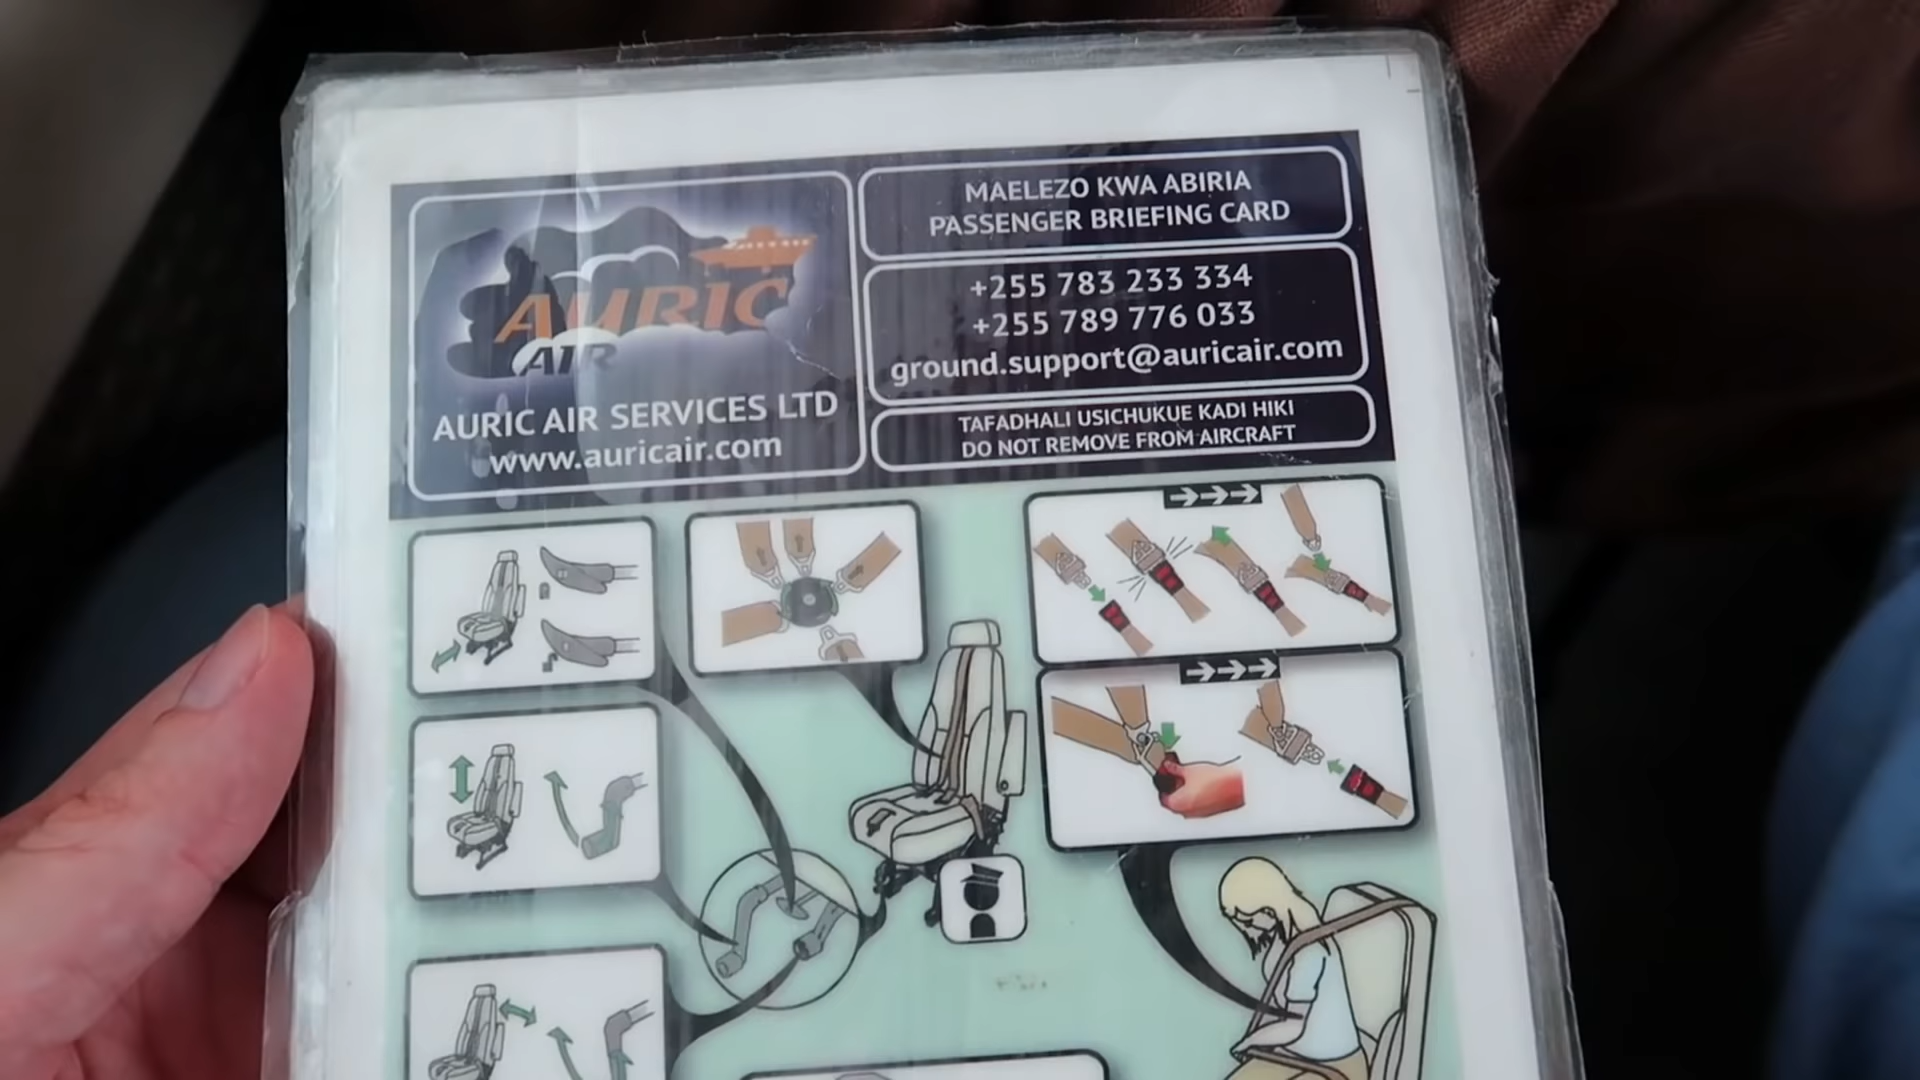 AURIC
AIR
AURIC AIR SERVICES LTD
www.auricair.com
MAELEZO KWA ABIRIA
PASSENGER BRIEFING CARD
+255 783 233 334
+255 789 776 033
ground.support@auricair.com
TAFADHALI USICHUKUE KADI HIKI
DO NOT REMOVE FROM AIRCRAFT